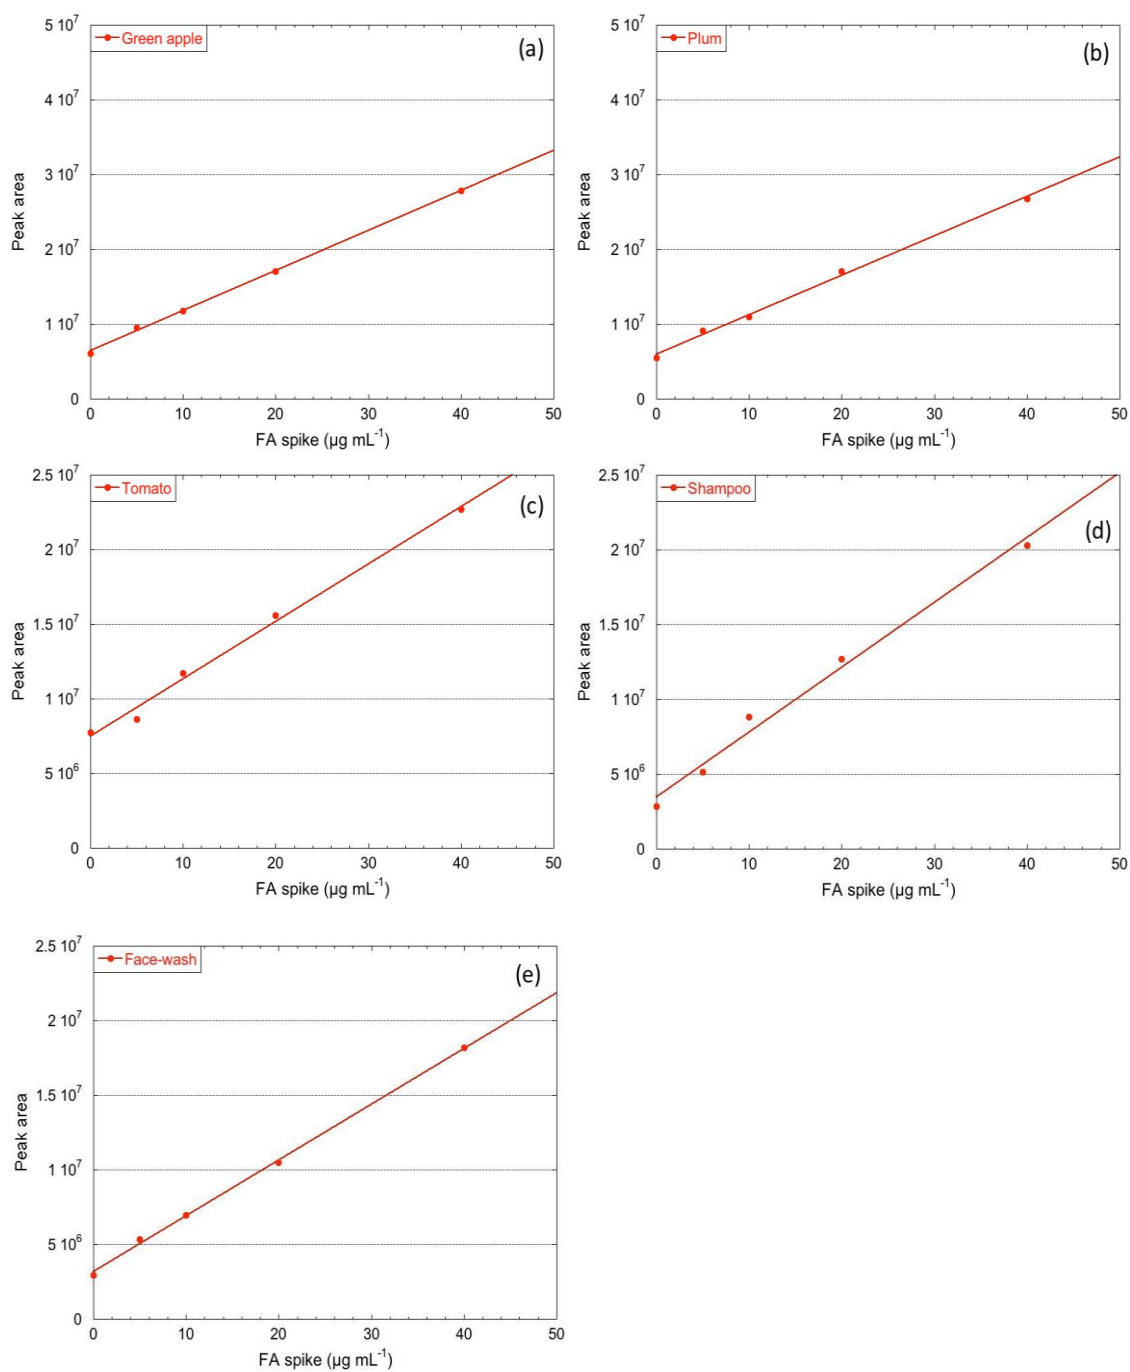 Green apple
(a)
5 10⁷
4 10⁷
3 10⁷
2 10⁷
1 10⁷
0
Peak area
0 10 20 30 40 50
FA spike (µg mL⁻¹)
Plum
(b)
5 10⁷
4 10⁷
3 10⁷
2 10⁷
1 10⁷
0
Peak area
0 10 20 30 40 50
FA spike (µg mL⁻¹)
Tomato
(c)
2.5 10⁷
2 10⁷
1.5 10⁷
1 10⁷
5 10⁶
0
Peak area
0 10 20 30 40 50
FA spike (µg mL⁻¹)
Shampoo
(d)
2.5 10⁷
2 10⁷
1.5 10⁷
1 10⁷
5 10⁶
0
Peak area
0 10 20 30 40 50
FA spike (µg mL⁻¹)
Face-wash
(e)
2.5 10⁷
2 10⁷
1.5 10⁷
1 10⁷
5 10⁶
0
Peak area
0 10 20 30 40 50
FA spike (µg mL⁻¹)